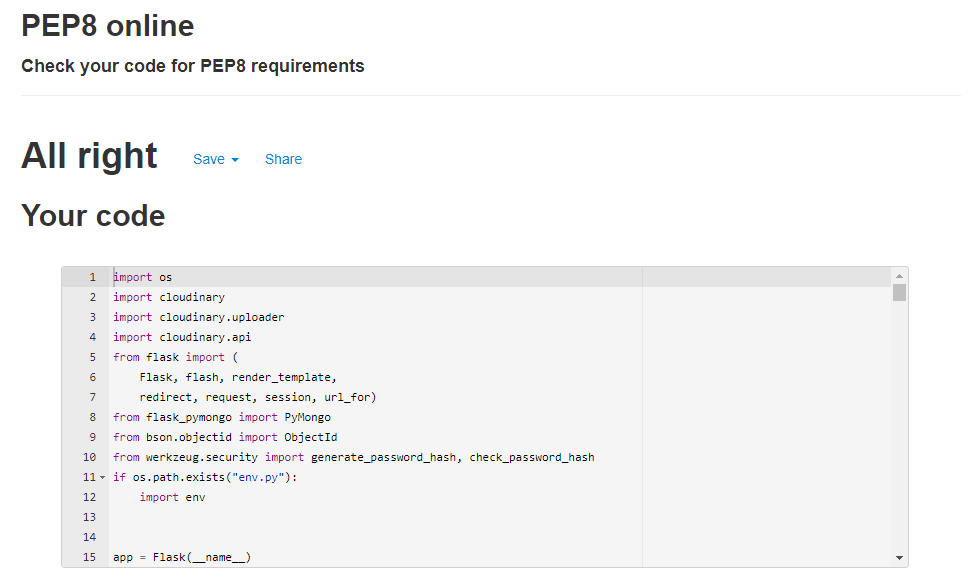 PEP8 online
Check your code for PEP8 requirements
All right Save Share
Your code
1 import os
2 import cloudinary
3 import cloudinary.uploader
4 import cloudinary.api
5 from flask import (
6     Flask, flash, render_template,
7     redirect, request, session, url_for)
8 from flask_pymongo import PyMongo
9 from bson.objectid import ObjectId
10 from werkzeug.security import generate_password_hash, check_password_hash
11 if os.path.exists("env.py"):
12     import env
13
14
15 app = Flask(__name__)